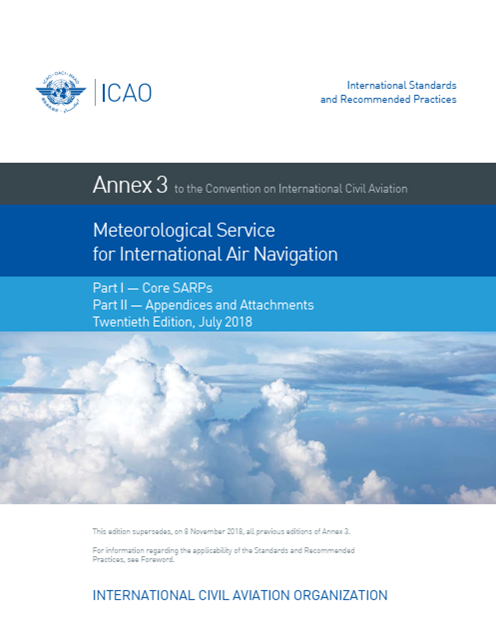 ICAO
International Standards
and Recommended Practices
Annex 3 to the Convention on International Civil Aviation
Meteorological Service
for International Air Navigation
Part I — Core SARPs
Part II — Appendices and Attachments
Twentieth Edition, July 2018
This edition supersedes, on 8 November 2018, all previous editions of Annex 3.
For information regarding the applicability of the Standards and Recommended
Practices, see Foreword.
INTERNATIONAL CIVIL AVIATION ORGANIZATION